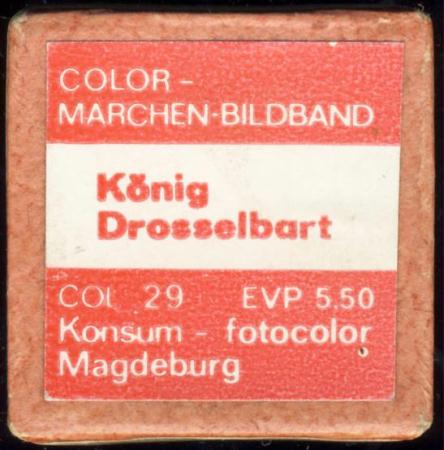 COLOR -
MARCHEN-BILDBAND
König
Drosselbart
COL 29 EVP 5.50
Konsum - fotocolor
Magdeburg